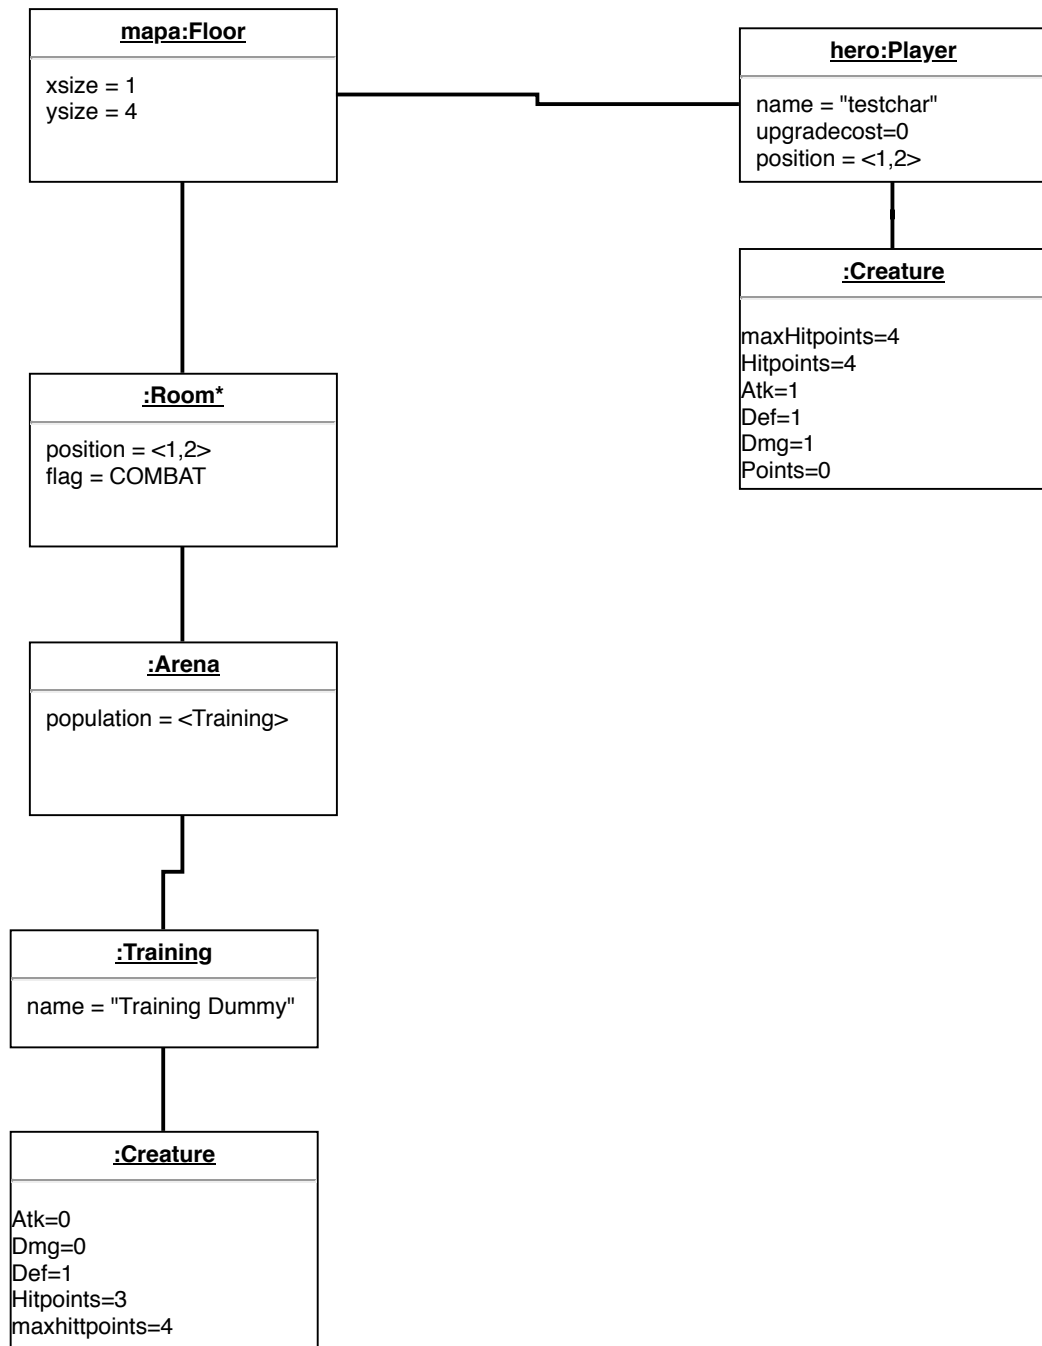 mapa:Floor
xsize = 1
ysize = 4
hero:Player
name = "testchar"
upgradecost=0
position = <1,2>
:Creature
maxHitpoints=4
Hitpoints=4
Atk=1
Def=1
Dmg=1
Points=0
:Room*
position = <1,2>
flag = COMBAT
:Arena
population = <Training>
:Training
name = "Training Dummy"
:Creature
Atk=0
Dmg=0
Def=1
Hitpoints=3
maxhittpoints=4